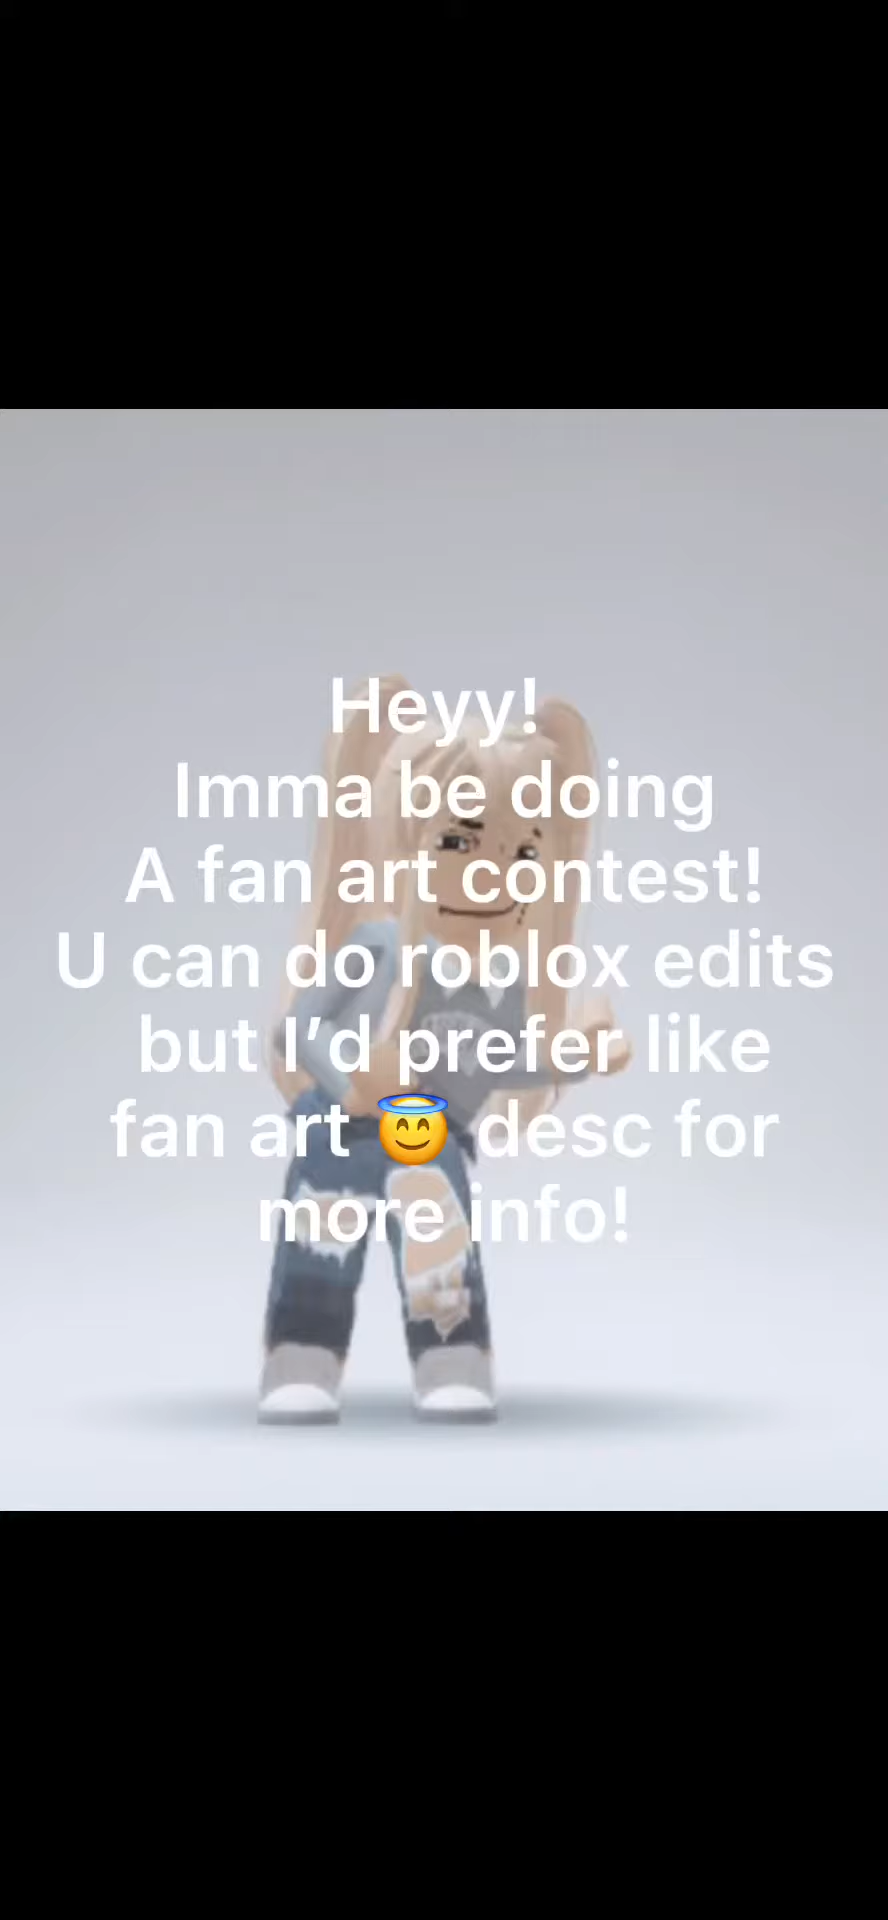 Heyy!
Imma be doing
A fan art contest!
U can do roblox edits
but I’d prefer like
fan art 😇 desc for
more info!